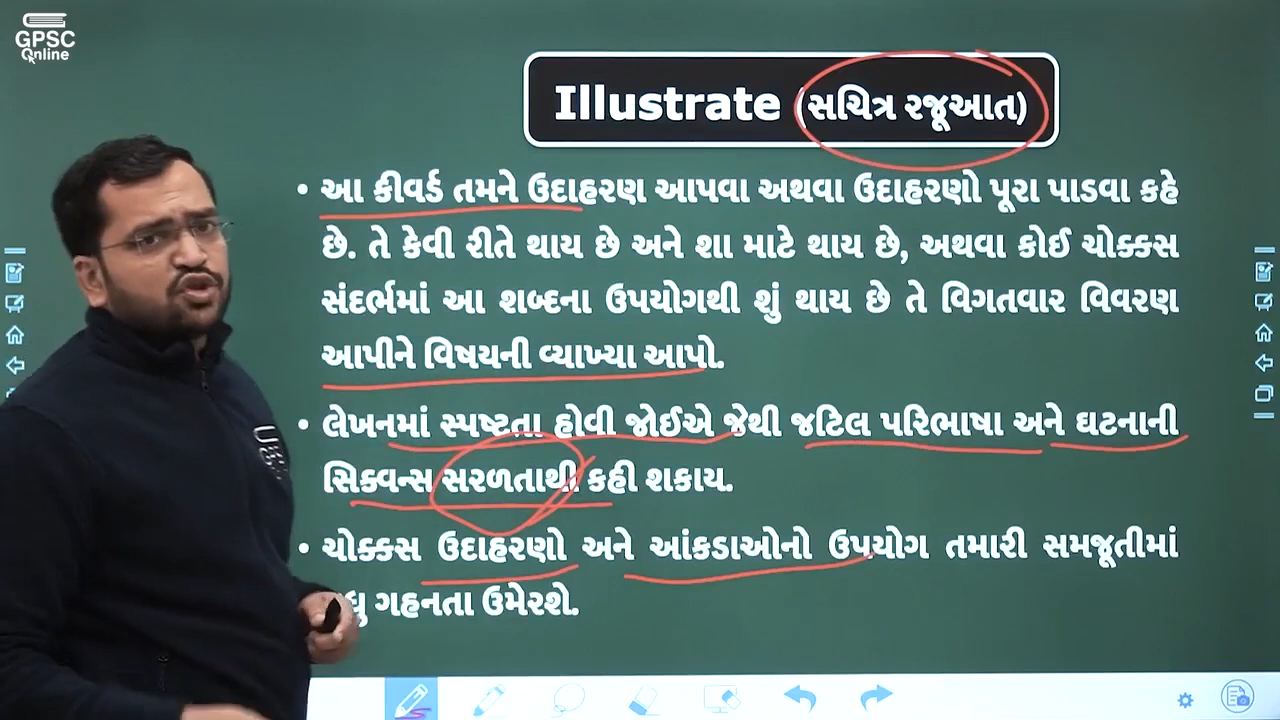 GPSC
Online
Illustrate (સચિત્ર રજૂઆત)
• આ કીવર્ડ તમને ઉદાહરણ આપવા અથવા ઉદાહરણો પૂરા પાડવા કહે
છે. તે કેવી રીતે થાય છે અને શા માટે થાય છે, અથવા કોઈ ચોક્કસ
સંદર્ભમાં આ શબ્દના ઉપયોગથી શું થાય છે તે વિગતવાર વિવરણ
આપીને વિષયની વ્યાખ્યા આપો.
• લેખનમાં સ્પષ્ટતા હોવી જોઈએ જેથી જટિલ પરિભાષા અને ઘટનાની
સિક્વન્સ સરળતાથી કહી શકાય.
• ચોક્કસ ઉદાહરણો અને આંકડાઓનો ઉપયોગ તમારી સમજૂતીમાં
ગહનતા ઉમેરશે.